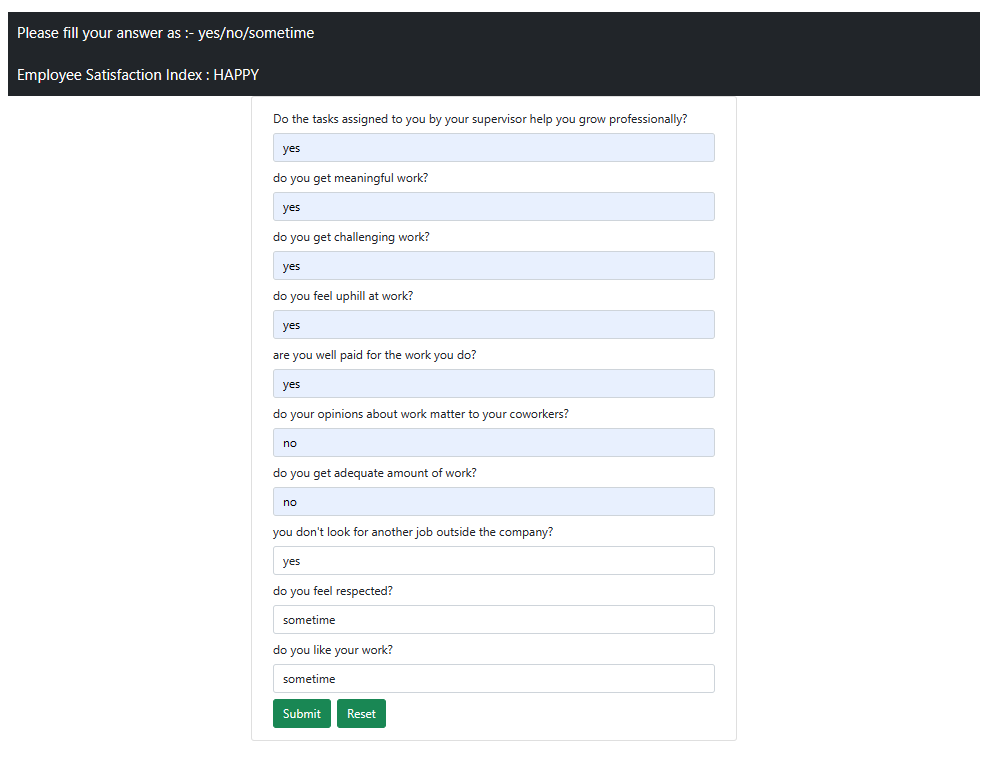 Please fill your answer as :- yes/no/sometime
Employee Satisfaction Index : HAPPY
Do the tasks assigned to you by your supervisor help you grow professionally?
yes
do you get meaningful work?
yes
do you get challenging work?
yes
do you feel uphill at work?
yes
are you well paid for the work you do?
yes
do your opinions about work matter to your coworkers?
no
do you get adequate amount of work?
no
you don't look for another job outside the company?
yes
do you feel respected?
sometime
do you like your work?
sometime
Submit Reset